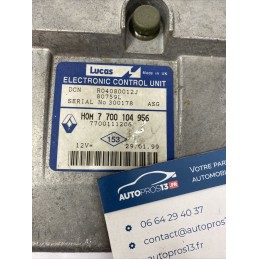 Lucas
Made in UK
ELECTRONIC CONTROL UNIT
DCN R04080012J
80759L
SERIAL No 300178 ASG
HOM 7 700 104 956
7700111206
153
12V= 29.01.99
VOTRE PAR
AUTOMOBI
AUTOPROS13.FR
06 64 29 40 37
contact@autopros
autopros13.fr